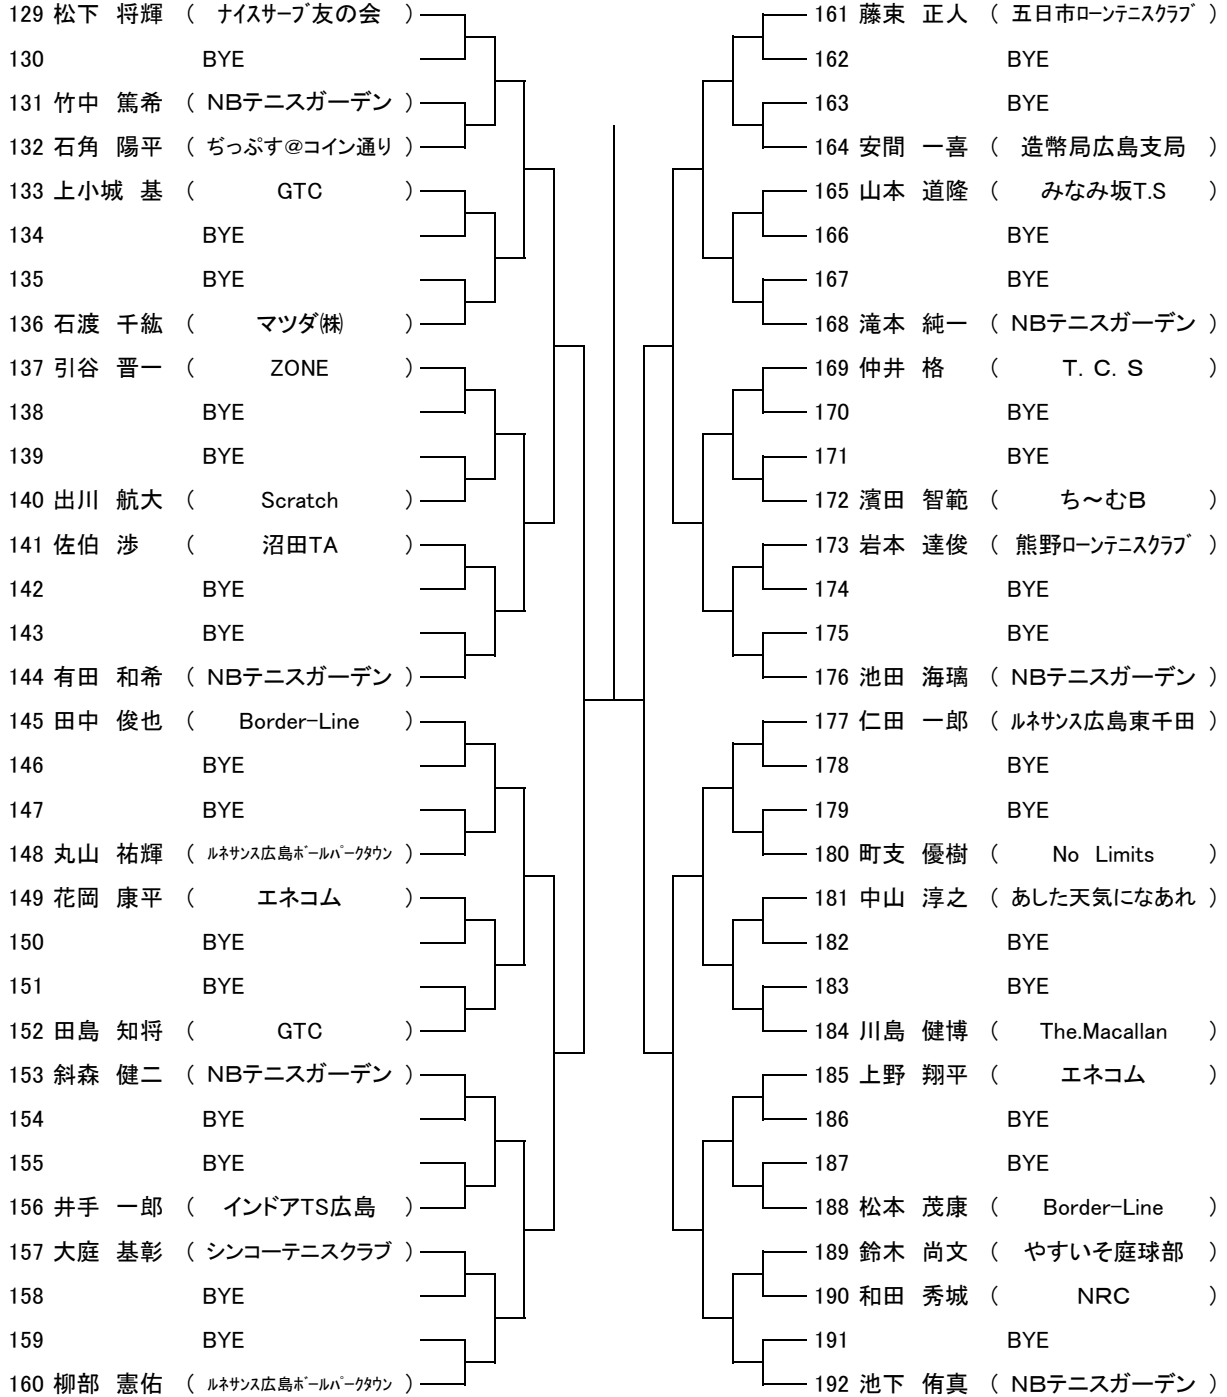 129 松下 将輝 ( ﾅｲｽｻｰﾌﾞ友の会 )
130 BYE
131 竹中 篤希 ( NBテニスガーデン )
132 石角 陽平 ( ぢっぷす@コイン通り )
133 上小城 基 ( GTC )
134 BYE
135 BYE
136 石渡 千紘 ( マツダ㈱ )
137 引谷 晋一 ( ZONE )
138 BYE
139 BYE
140 出川 航大 ( Scratch )
141 佐伯 渉 ( 沼田TA )
142 BYE
143 BYE
144 有田 和希 ( NBテニスガーデン )
145 田中 俊也 ( Border-Line )
146 BYE
147 BYE
148 丸山 祐輝 ( ﾙﾈｻﾝｽ広島ﾎﾞｰﾙﾊﾟｰｸﾀｳﾝ )
149 花岡 康平 ( エネコム )
150 BYE
151 BYE
152 田島 知将 ( GTC )
153 斜森 健二 ( NBテニスガーデン )
154 BYE
155 BYE
156 井手 一郎 ( インドアTS広島 )
157 大庭 基彰 ( シンコーテニスクラブ )
158 BYE
159 BYE
160 柳部 憲佑 ( ﾙﾈｻﾝｽ広島ﾎﾞｰﾙﾊﾟｰｸﾀｳﾝ )
161 藤東 正人 ( 五日市ﾛｰﾝﾃﾆｽｸﾗﾌﾞ )
162 BYE
163 BYE
164 安間 一喜 ( 造幣局広島支局 )
165 山本 道隆 ( みなみ坂T.S )
166 BYE
167 BYE
168 滝本 純一 ( NBテニスガーデン )
169 仲井 格 ( T. C. S )
170 BYE
171 BYE
172 濱田 智範 ( ち～むB )
173 岩本 達俊 ( 熊野ﾛｰﾝﾃﾆｽｸﾗﾌﾞ )
174 BYE
175 BYE
176 池田 海璃 ( NBテニスガーデン )
177 仁田 一郎 ( ﾙﾈｻﾝｽ広島東千田 )
178 BYE
179 BYE
180 町支 優樹 ( No Limits )
181 中山 淳之 ( あした天気になあれ )
182 BYE
183 BYE
184 川島 健博 ( The.Macallan )
185 上野 翔平 ( エネコム )
186 BYE
187 BYE
188 松本 茂康 ( Border-Line )
189 鈴木 尚文 ( やすいそ庭球部 )
190 和田 秀城 ( NRC )
191 BYE
192 池下 侑真 ( NBテニスガーデン )